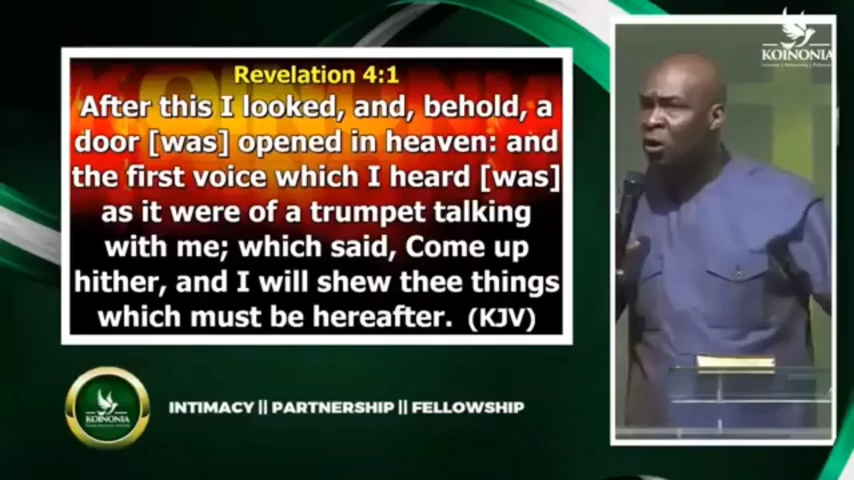 KOINONIA
Revelation 4:1
After this I looked, and, behold, a
door [was] opened in heaven: and
the first voice which I heard [was]
as it were of a trumpet talking
with me; which said, Come up
hither, and I will shew thee things
which must be hereafter. (KJV)
KOINONIA
INTIMACY || PARTNERSHIP || FELLOWSHIP